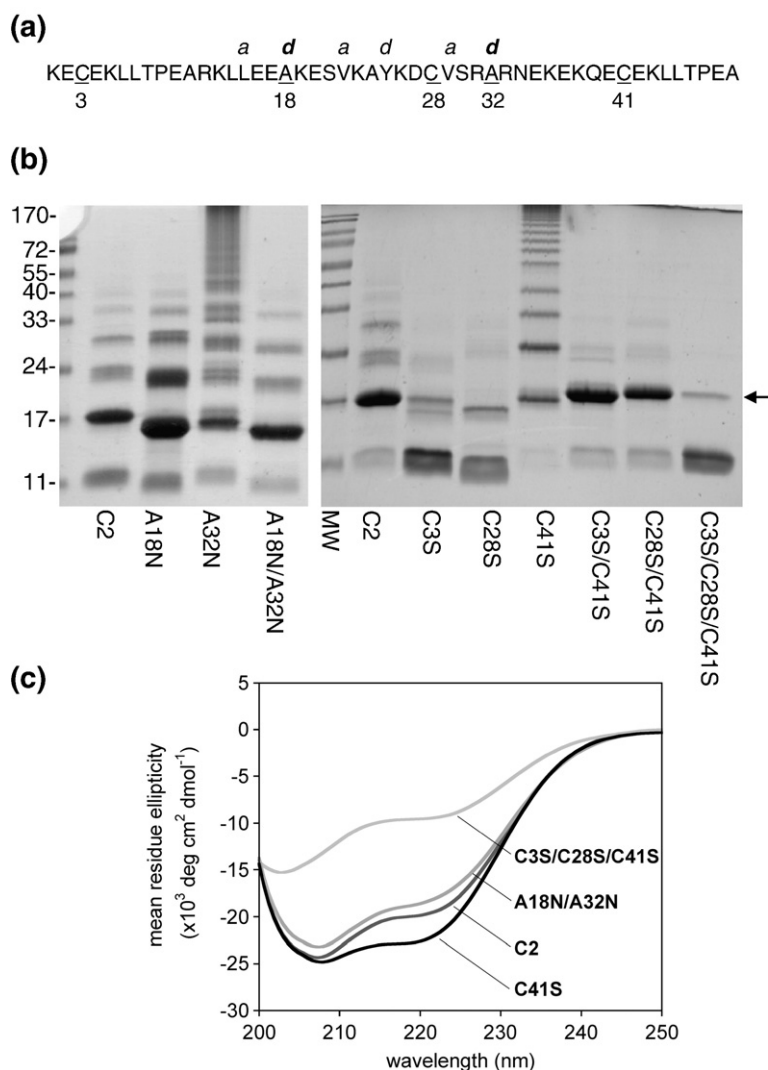 (a)
a d a d a d
KECEKLLTPEARKLLEEAKESVKAYKDCVSRARNEKEKQECEKLLTPEA
3 18 28 32 41
(b)
170-
72-
55-
40-
33-
24-
17-
11-
C2
A18N
A32N
A18N/A32N
MW
C2
C3S
C28S
C41S
C3S/C41S
C28S/C41S
C3S/C28S/C41S
(c)
mean residue ellipticity
(x10³ deg cm² dmol⁻¹)
5
0
-5
-10
-15
-20
-25
-30
C3S/C28S/C41S
A18N/A32N
C2
C41S
200 210 220 230 240 250
wavelength (nm)